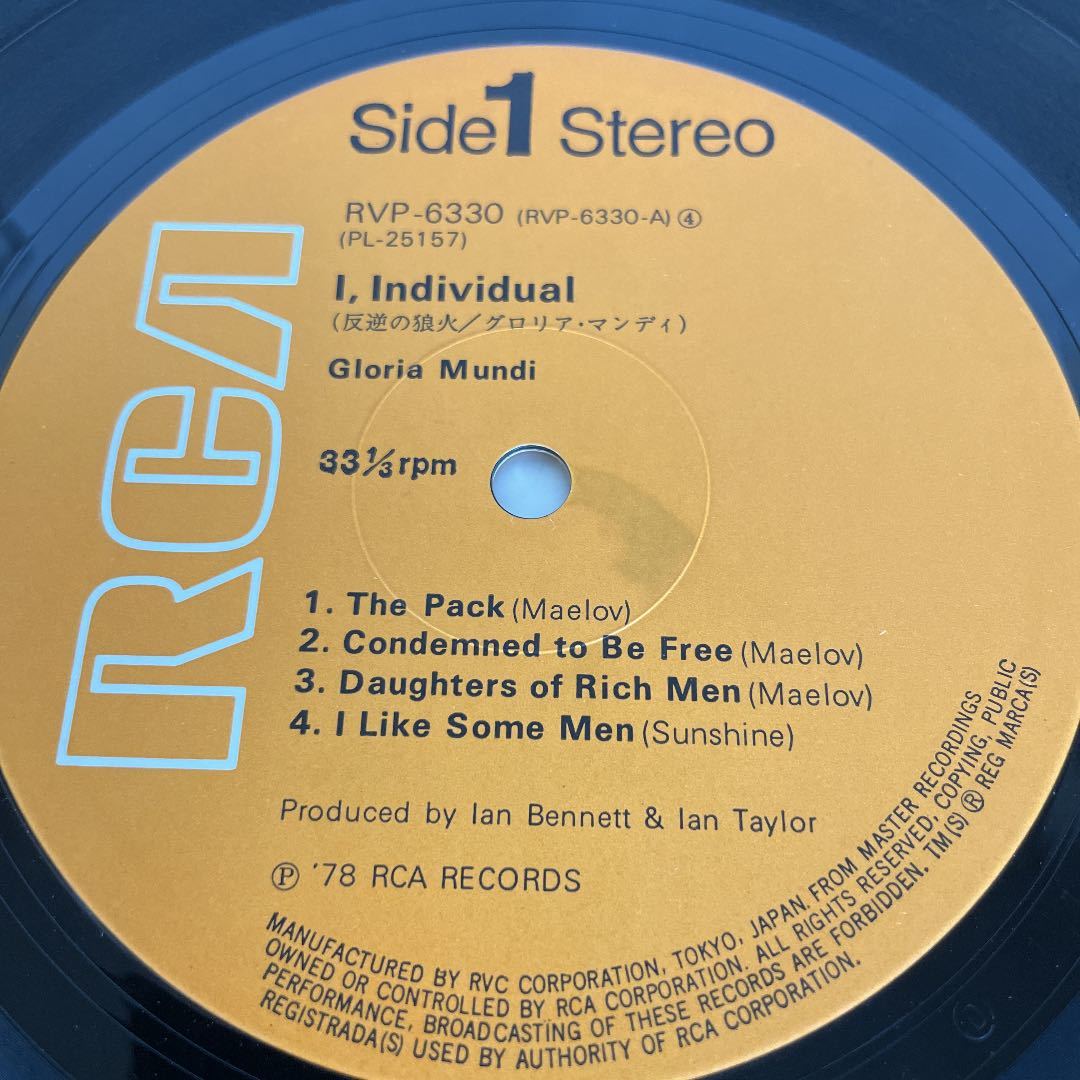 Side 1 Stereo
RVP-6330 (RVP-6330-A) ④
(PL-25157)
I, Individual
(反逆の狼火／グロリア・マンディ)
Gloria Mundi
33⅓ rpm
RCA
1. The Pack (Maelov)
2. Condemned to Be Free (Maelov)
3. Daughters of Rich Men (Maelov)
4. I Like Some Men (Sunshine)
Produced by Ian Bennett & Ian Taylor
Ⓟ '78 RCA RECORDS
MANUFACTURED BY RVC CORPORATION, TOKYO, JAPAN. FROM MASTER RECORDINGS
OWNED OR CONTROLLED BY RCA CORPORATION. ALL RIGHTS RESERVED, COPYING, PUBLIC
PERFORMANCE, BROADCASTING OF THESE RECORDS ARE FORBIDDEN. TM(S) ® REG MARCA(S)
REGISTRADA(S) USED BY AUTHORITY OF RCA CORPORATION.